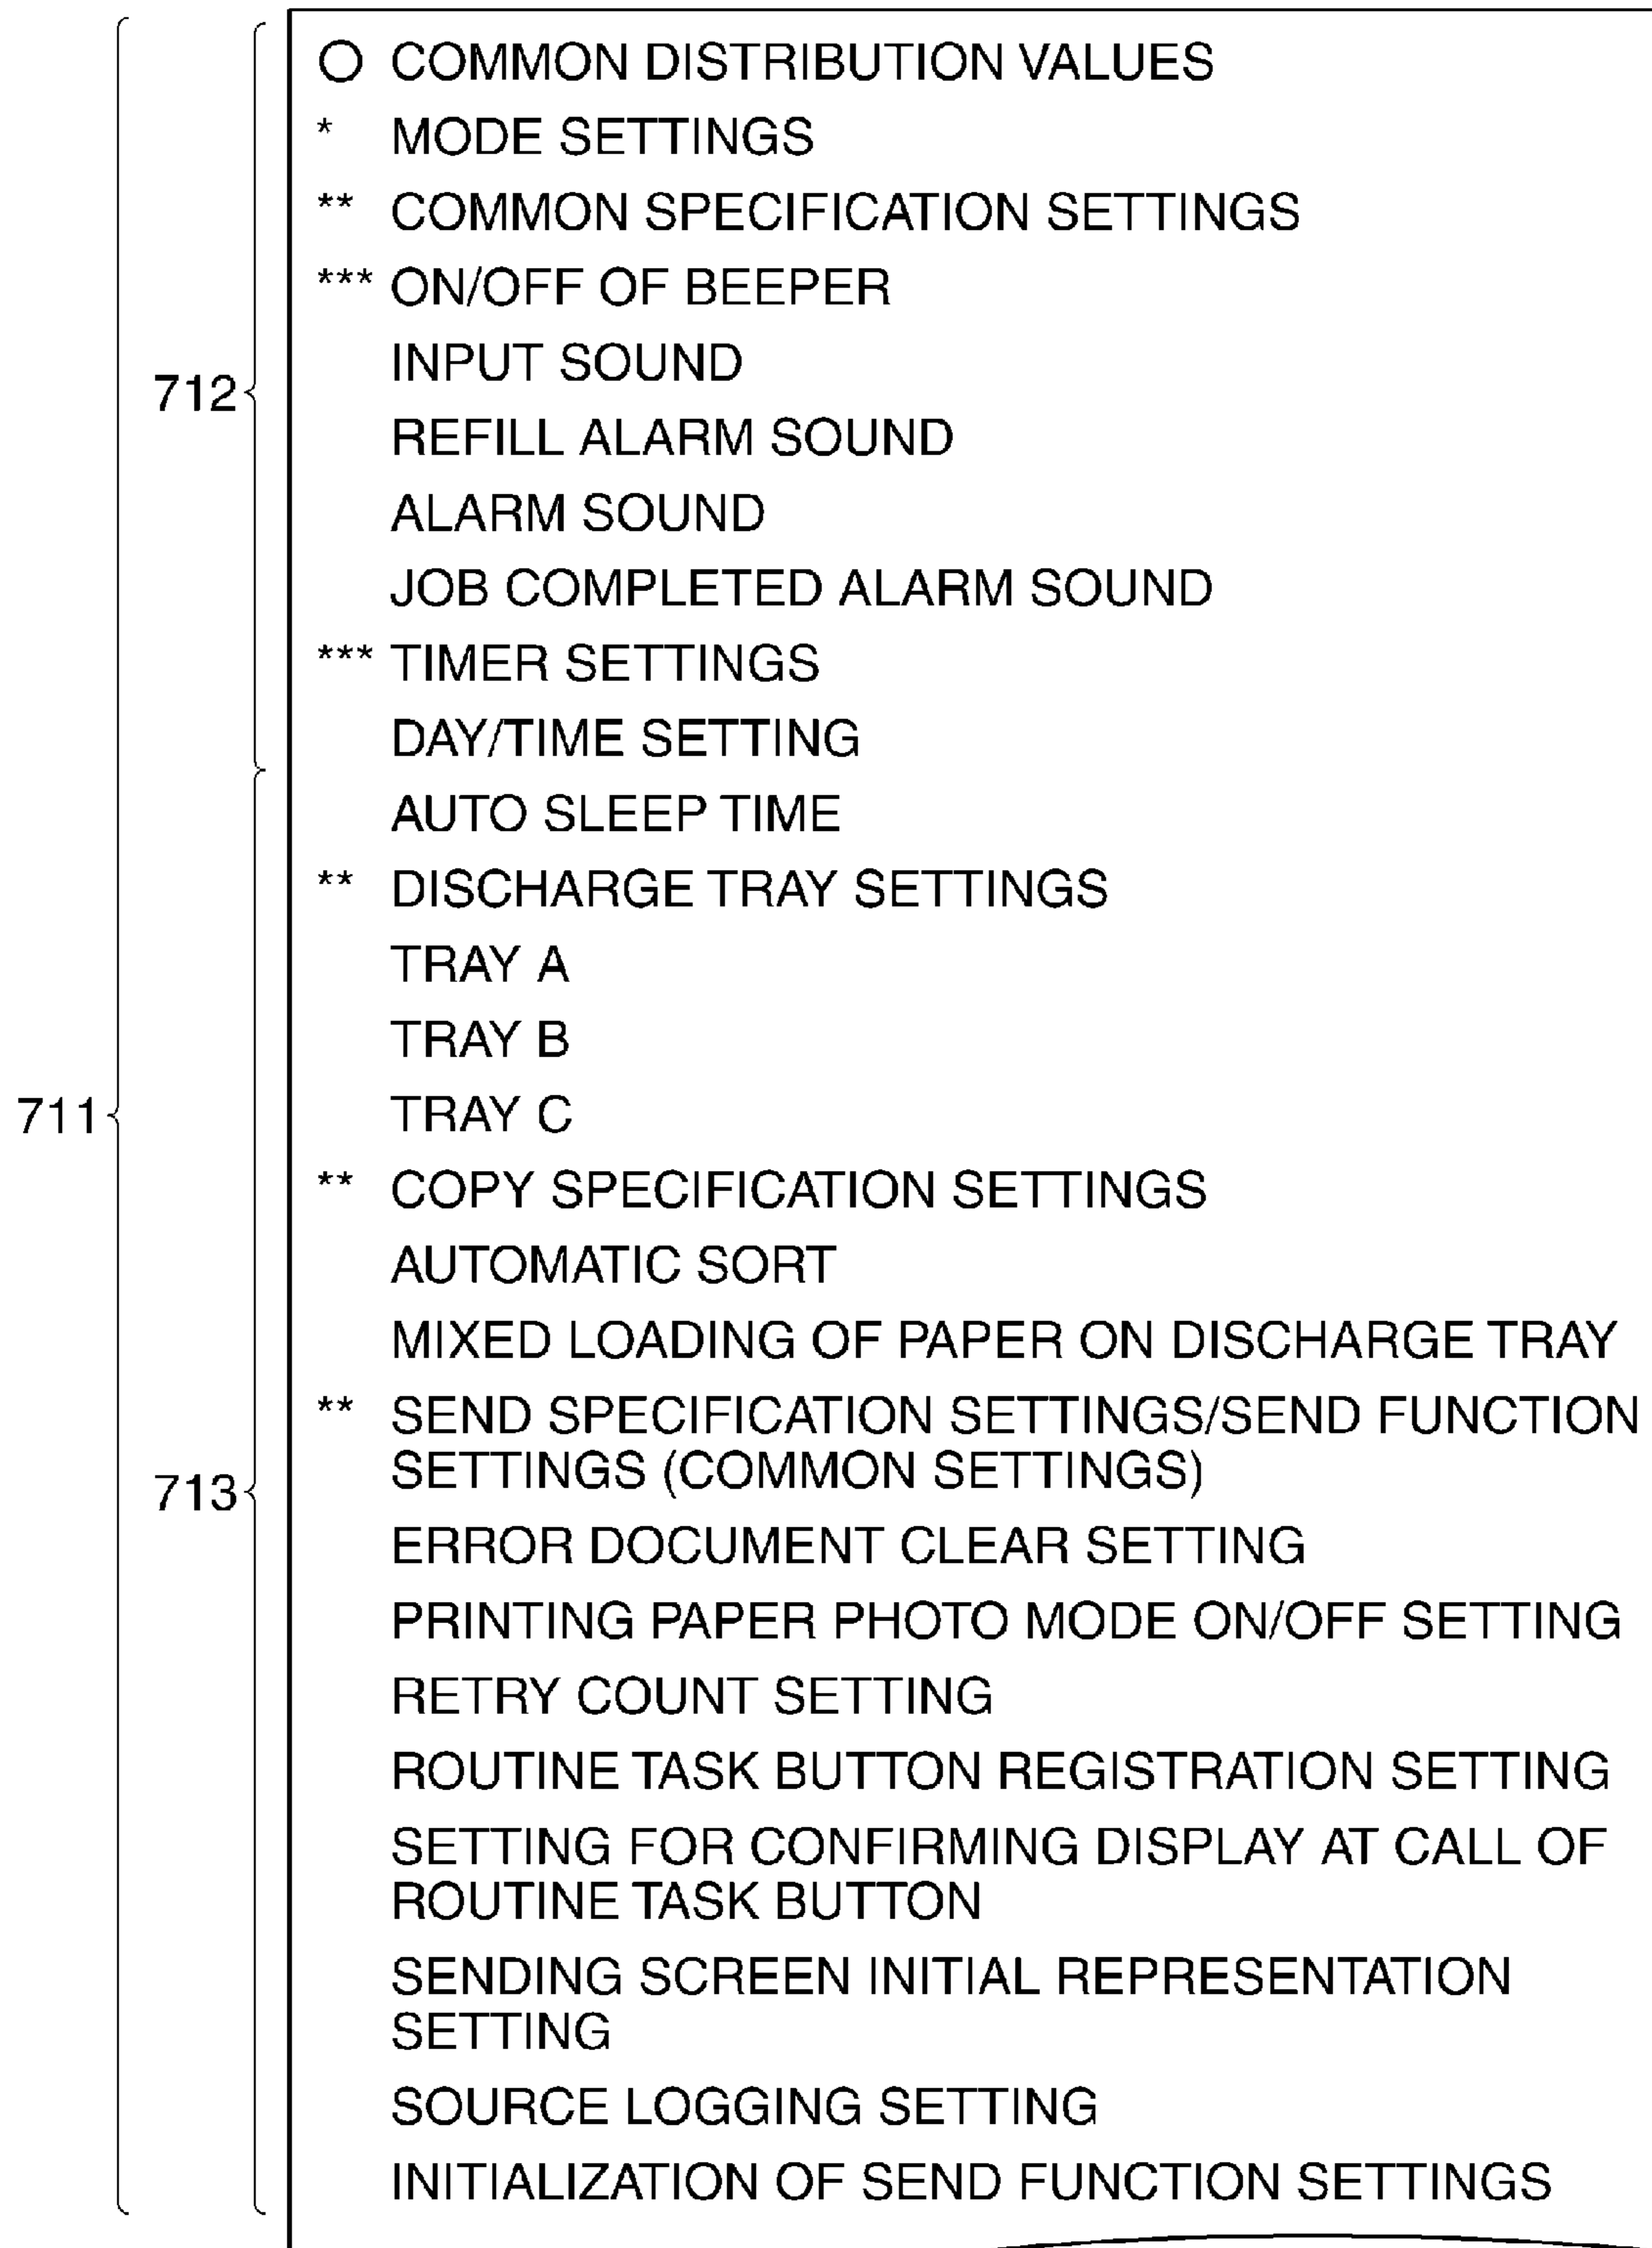 ○ COMMON DISTRIBUTION VALUES
* MODE SETTINGS
** COMMON SPECIFICATION SETTINGS
*** ON/OFF OF BEEPER
INPUT SOUND
712
REFILL ALARM SOUND
ALARM SOUND
JOB COMPLETED ALARM SOUND
*** TIMER SETTINGS
DAY/TIME SETTING
AUTO SLEEP TIME
** DISCHARGE TRAY SETTINGS
TRAY A
TRAY B
711
TRAY C
** COPY SPECIFICATION SETTINGS
AUTOMATIC SORT
MIXED LOADING OF PAPER ON DISCHARGE TRAY
** SEND SPECIFICATION SETTINGS/SEND FUNCTION
SETTINGS (COMMON SETTINGS)
713
ERROR DOCUMENT CLEAR SETTING
PRINTING PAPER PHOTO MODE ON/OFF SETTING
RETRY COUNT SETTING
ROUTINE TASK BUTTON REGISTRATION SETTING
SETTING FOR CONFIRMING DISPLAY AT CALL OF
ROUTINE TASK BUTTON
SENDING SCREEN INITIAL REPRESENTATION
SETTING
SOURCE LOGGING SETTING
INITIALIZATION OF SEND FUNCTION SETTINGS